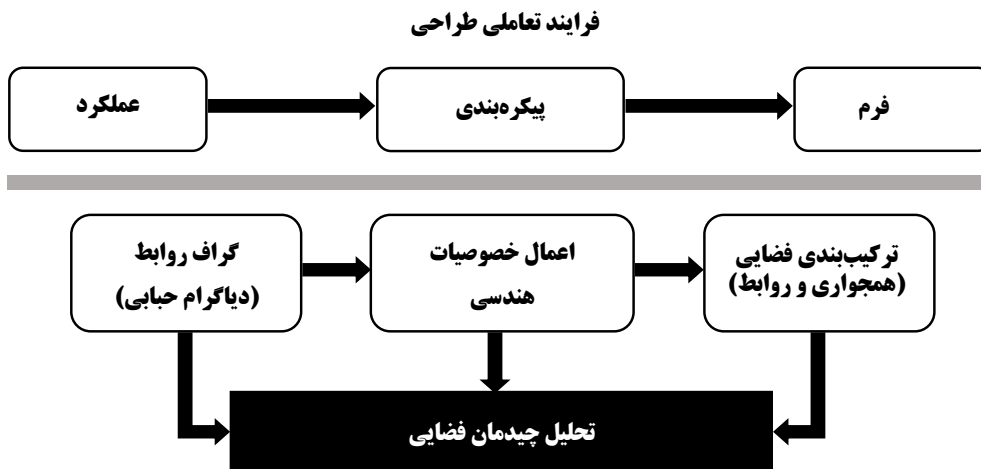 فرایند تعاملی طراحی
عملکرد
پیکره‌بندی
فرم
گراف روابط
(دیاگرام حبابی)
اعمال خصوصیات
هندسی
ترکیب‌بندی فضایی
(همجواری و روابط)
تحلیل چیدمان فضایی